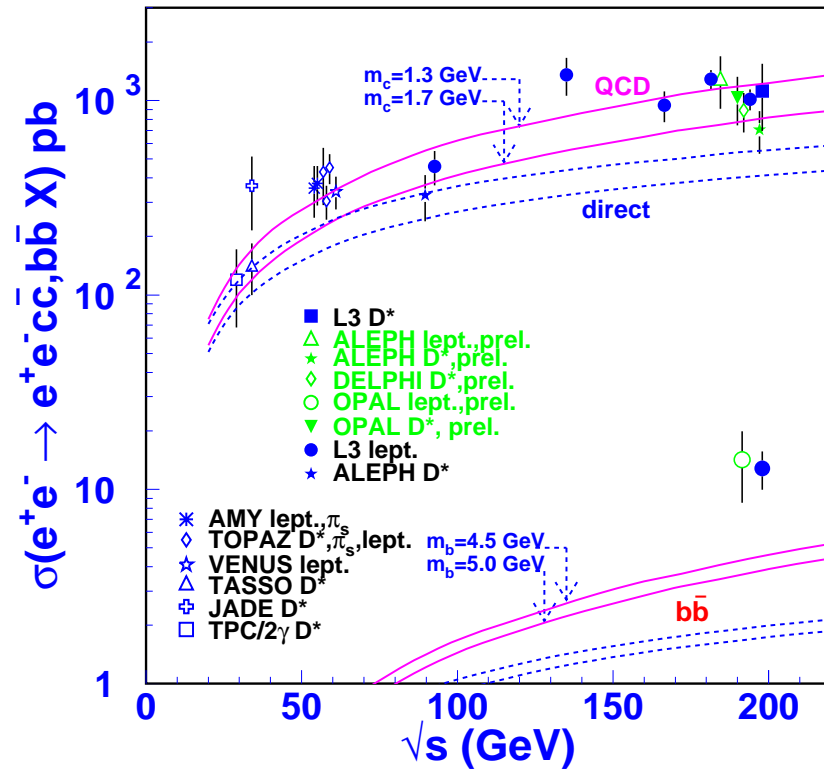 σ(e⁺e⁻ → e⁺e⁻cc̄,bb̄ X) pb
10³
10²
10
1
m_c=1.3 GeV
m_c=1.7 GeV
QCD
direct
L3 D*
ALEPH lept.,prel.
ALEPH D*,prel.
DELPHI D*,prel.
OPAL lept.,prel.
OPAL D*, prel.
L3 lept.
ALEPH D*
AMY lept.,π_s
TOPAZ D*,π_s,lept.
VENUS lept.
TASSO D*
JADE D*
TPC/2γ D*
m_b=4.5 GeV
m_b=5.0 GeV
bb̄
0 50 100 150 200
√s (GeV)